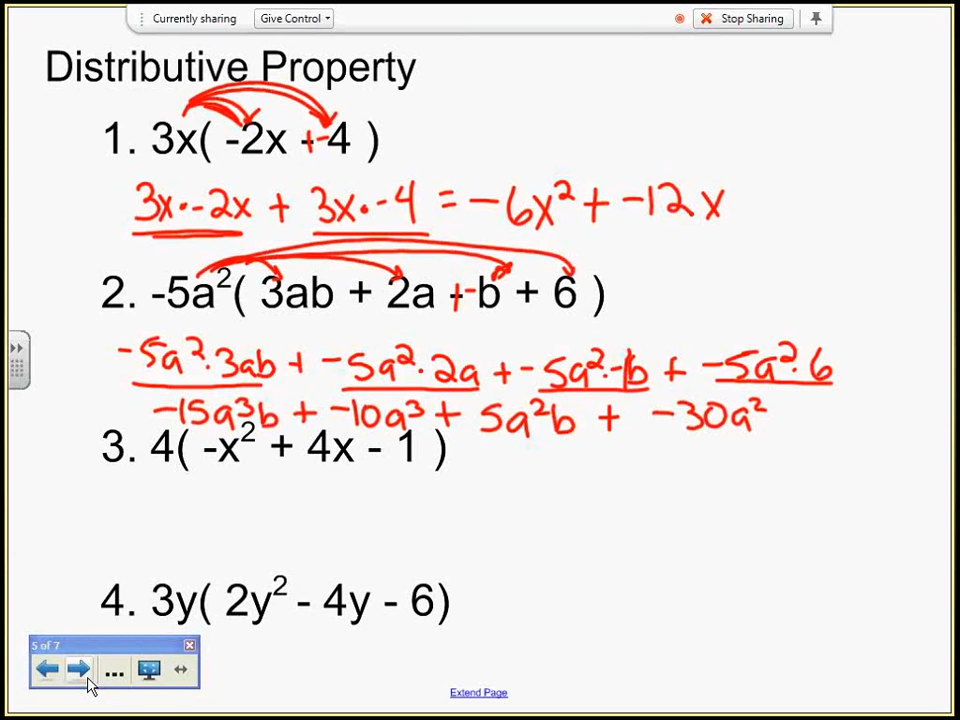 Currently sharing Give Control Stop Sharing
Distributive Property
1. 3x( -2x +-4 )
3x·-2x + 3x·-4 = -6x² + -12x
2. -5a²( 3ab + 2a +-b + 6 )
-5a²·3ab + -5a²·2a + -5a²·-1b + -5a²·6
-15a³b + -10a³ + 5a²b + -30a²
3. 4( -x² + 4x - 1 )
4. 3y( 2y² - 4y - 6)
5 of 7
...
Extend Page